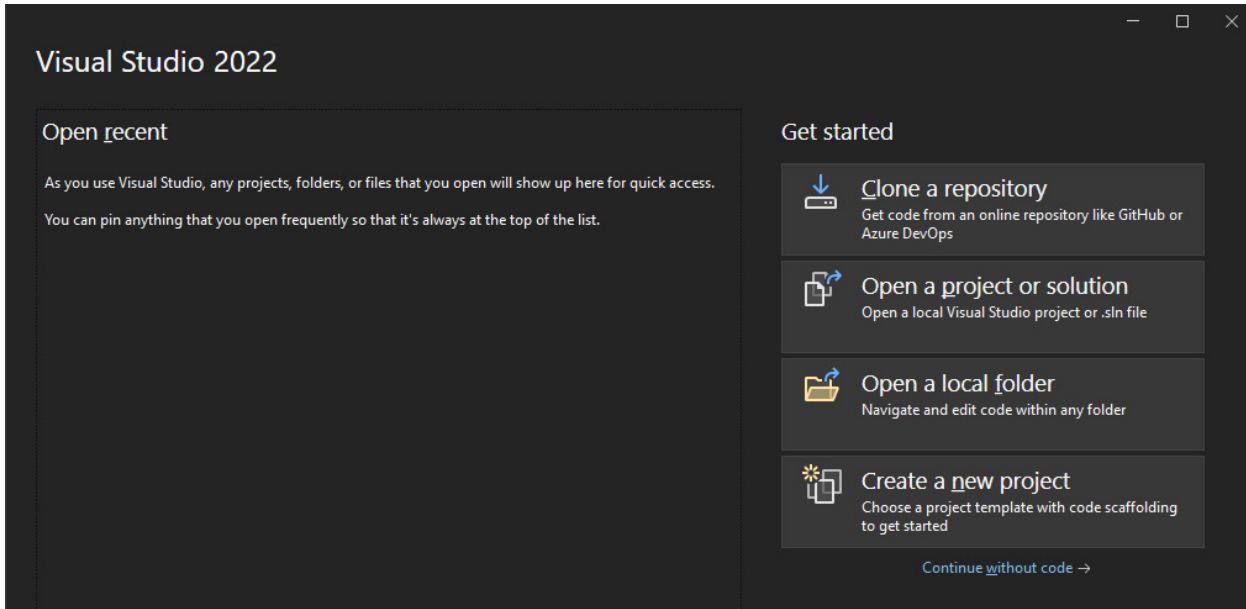 Visual Studio 2022
Open recent
As you use Visual Studio, any projects, folders, or files that you open will show up here for quick access.
You can pin anything that you open frequently so that it's always at the top of the list.
Get started
Clone a repository
Get code from an online repository like GitHub or
Azure DevOps
Open a project or solution
Open a local Visual Studio project or .sln file
Open a local folder
Navigate and edit code within any folder
Create a new project
Choose a project template with code scaffolding
to get started
Continue without code →